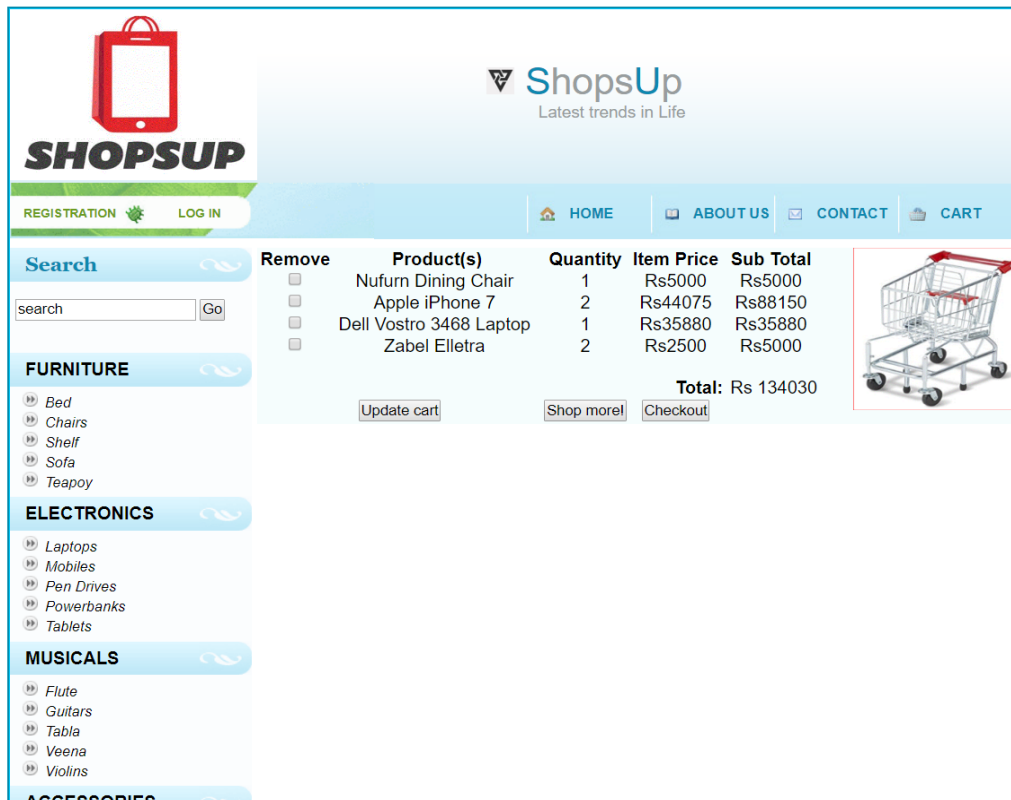 SHOPSUP
ShopsUp
Latest trends in Life
REGISTRATION LOG IN
HOME ABOUT US CONTACT CART
Search
search Go
FURNITURE
Bed
Chairs
Shelf
Sofa
Teapoy
ELECTRONICS
Laptops
Mobiles
Pen Drives
Powerbanks
Tablets
MUSICALS
Flute
Guitars
Tabla
Veena
Violins
ACCESSORIES
Remove Product(s) Quantity Item Price Sub Total
Nufurn Dining Chair 1 Rs5000 Rs5000
Apple iPhone 7 2 Rs44075 Rs88150
Dell Vostro 3468 Laptop 1 Rs35880 Rs35880
Zabel Elletra 2 Rs2500 Rs5000
Total: Rs 134030
Update cart Shop more! Checkout